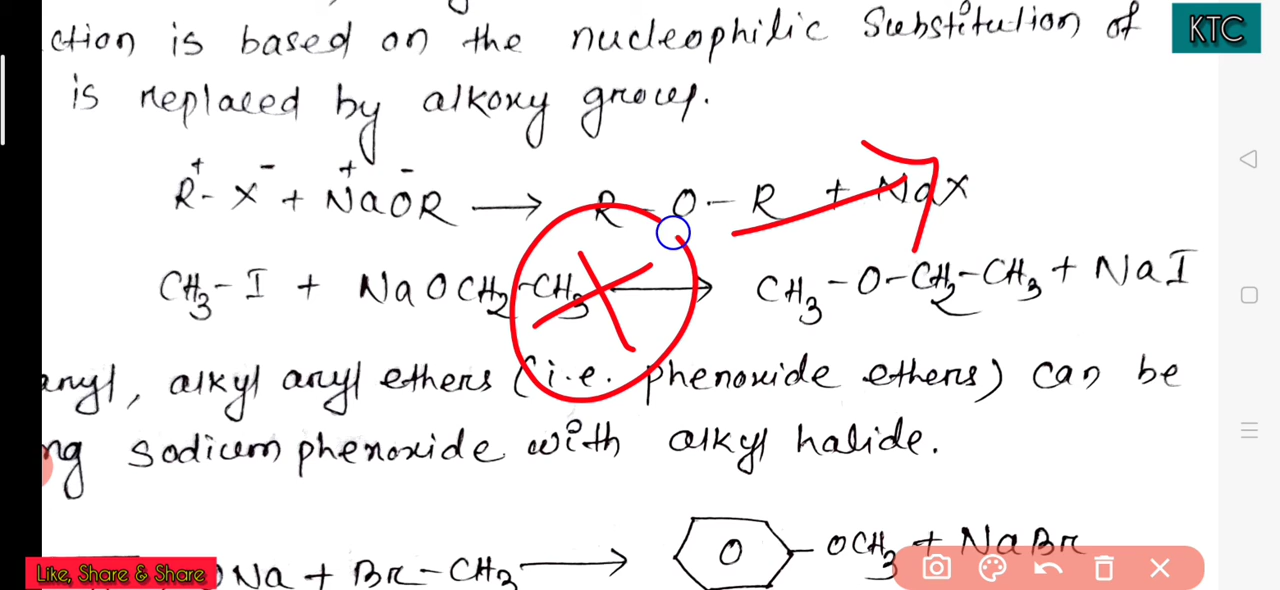 ction is based on the nucleophilic Substitution of
KTC
is replaced by alkoxy group.
R⁺- X⁻ + Na⁺O⁻R ⟶ R-O-R + NaX
CH₃-I + NaOCH₂-CH₃ ⟶ CH₃-O-CH₂-CH₃ + NaI
aryl, alkyl aryl ethers (i.e. phenoxide ethers) can be
ng sodium phenoxide with alkyl halide.
ONa + Br-CH₃ ⟶ OCH₃ + NaBr
Like, Share & Share